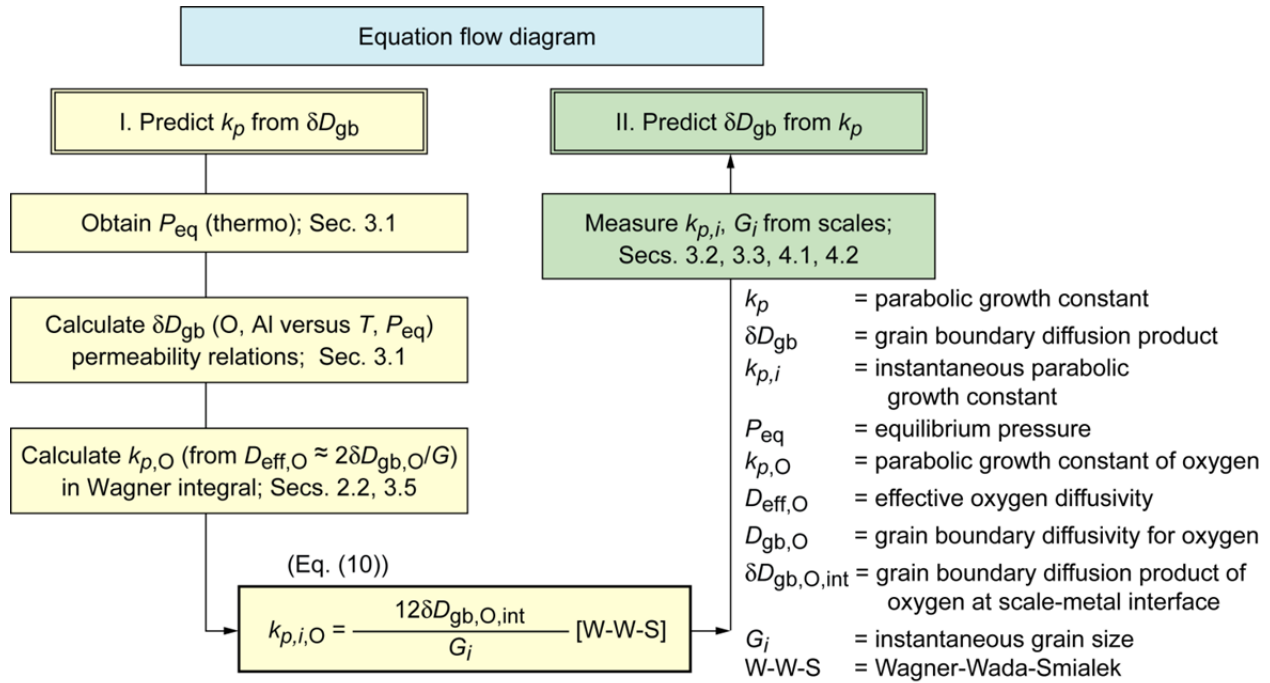 Equation flow diagram
I. Predict kp from δDgb
Obtain Peq (thermo); Sec. 3.1
Calculate δDgb (O, Al versus T, Peq)
permeability relations; Sec. 3.1
Calculate kp,O (from Deff,O ≈ 2δDgb,O/G)
in Wagner integral; Secs. 2.2, 3.5
(Eq. (10))
kp,i,O = 12δDgb,O,int / Gi [W-W-S]
II. Predict δDgb from kp
Measure kp,i, Gi from scales;
Secs. 3.2, 3.3, 4.1, 4.2
kp = parabolic growth constant
δDgb = grain boundary diffusion product
kp,i = instantaneous parabolic
growth constant
Peq = equilibrium pressure
kp,O = parabolic growth constant of oxygen
Deff,O = effective oxygen diffusivity
Dgb,O = grain boundary diffusivity for oxygen
δDgb,O,int = grain boundary diffusion product of
oxygen at scale-metal interface
Gi = instantaneous grain size
W-W-S = Wagner-Wada-Smialek